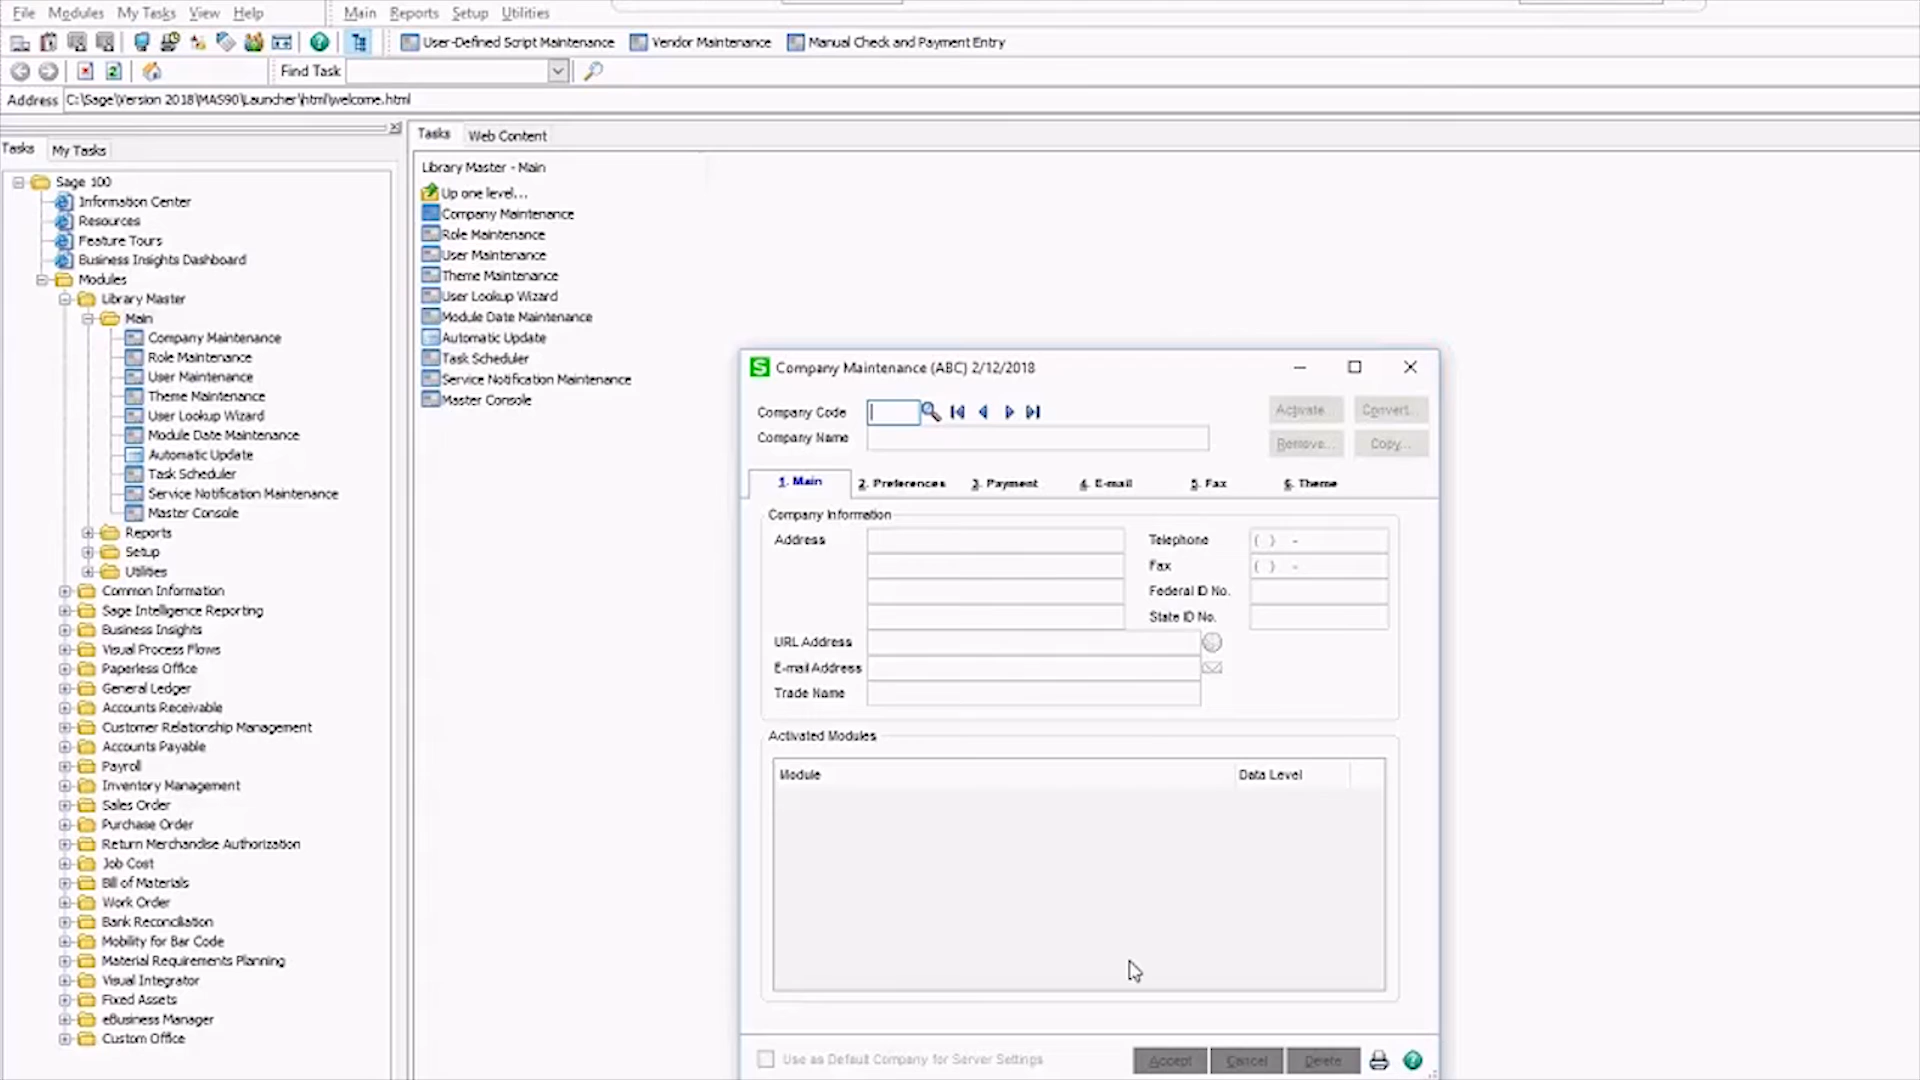 File Modules My Tasks View Help Main Reports Setup Utilities
User-Defined Script Maintenance Vendor Maintenance Manual Check and Payment Entry
Find Task
Address C:\Sage\Version 2018\MAS90\Launcher\html\welcome.html
Tasks My Tasks
Sage 100
Information Center
Resources
Feature Tours
Business Insights Dashboard
Modules
Library Master
Main
Company Maintenance
Role Maintenance
User Maintenance
Theme Maintenance
User Lookup Wizard
Module Date Maintenance
Automatic Update
Task Scheduler
Service Notification Maintenance
Master Console
Reports
Setup
Utilities
Common Information
Sage Intelligence Reporting
Business Insights
Visual Process Flows
Paperless Office
General Ledger
Accounts Receivable
Customer Relationship Management
Accounts Payable
Payroll
Inventory Management
Sales Order
Purchase Order
Return Merchandise Authorization
Job Cost
Bill of Materials
Work Order
Bank Reconciliation
Mobility for Bar Code
Material Requirements Planning
Visual Integrator
Fixed Assets
eBusiness Manager
Custom Office
Tasks Web Content
Library Master - Main
Up one level...
Company Maintenance
Role Maintenance
User Maintenance
Theme Maintenance
User Lookup Wizard
Module Date Maintenance
Automatic Update
Task Scheduler
Service Notification Maintenance
Master Console
S Company Maintenance (ABC) 2/12/2018
Company Code
Activate... Convert...
Company Name
Remove... Copy...
1. Main 2. Preferences 3. Payment 4. E-mail 5. Fax 6. Theme
Company Information
Address Telephone ( ) -
Fax ( ) -
Federal ID No.
State ID No.
URL Address
E-mail Address
Trade Name
Activated Modules
Module Data Level
Use as Default Company for Server Settings Accept Cancel Delete